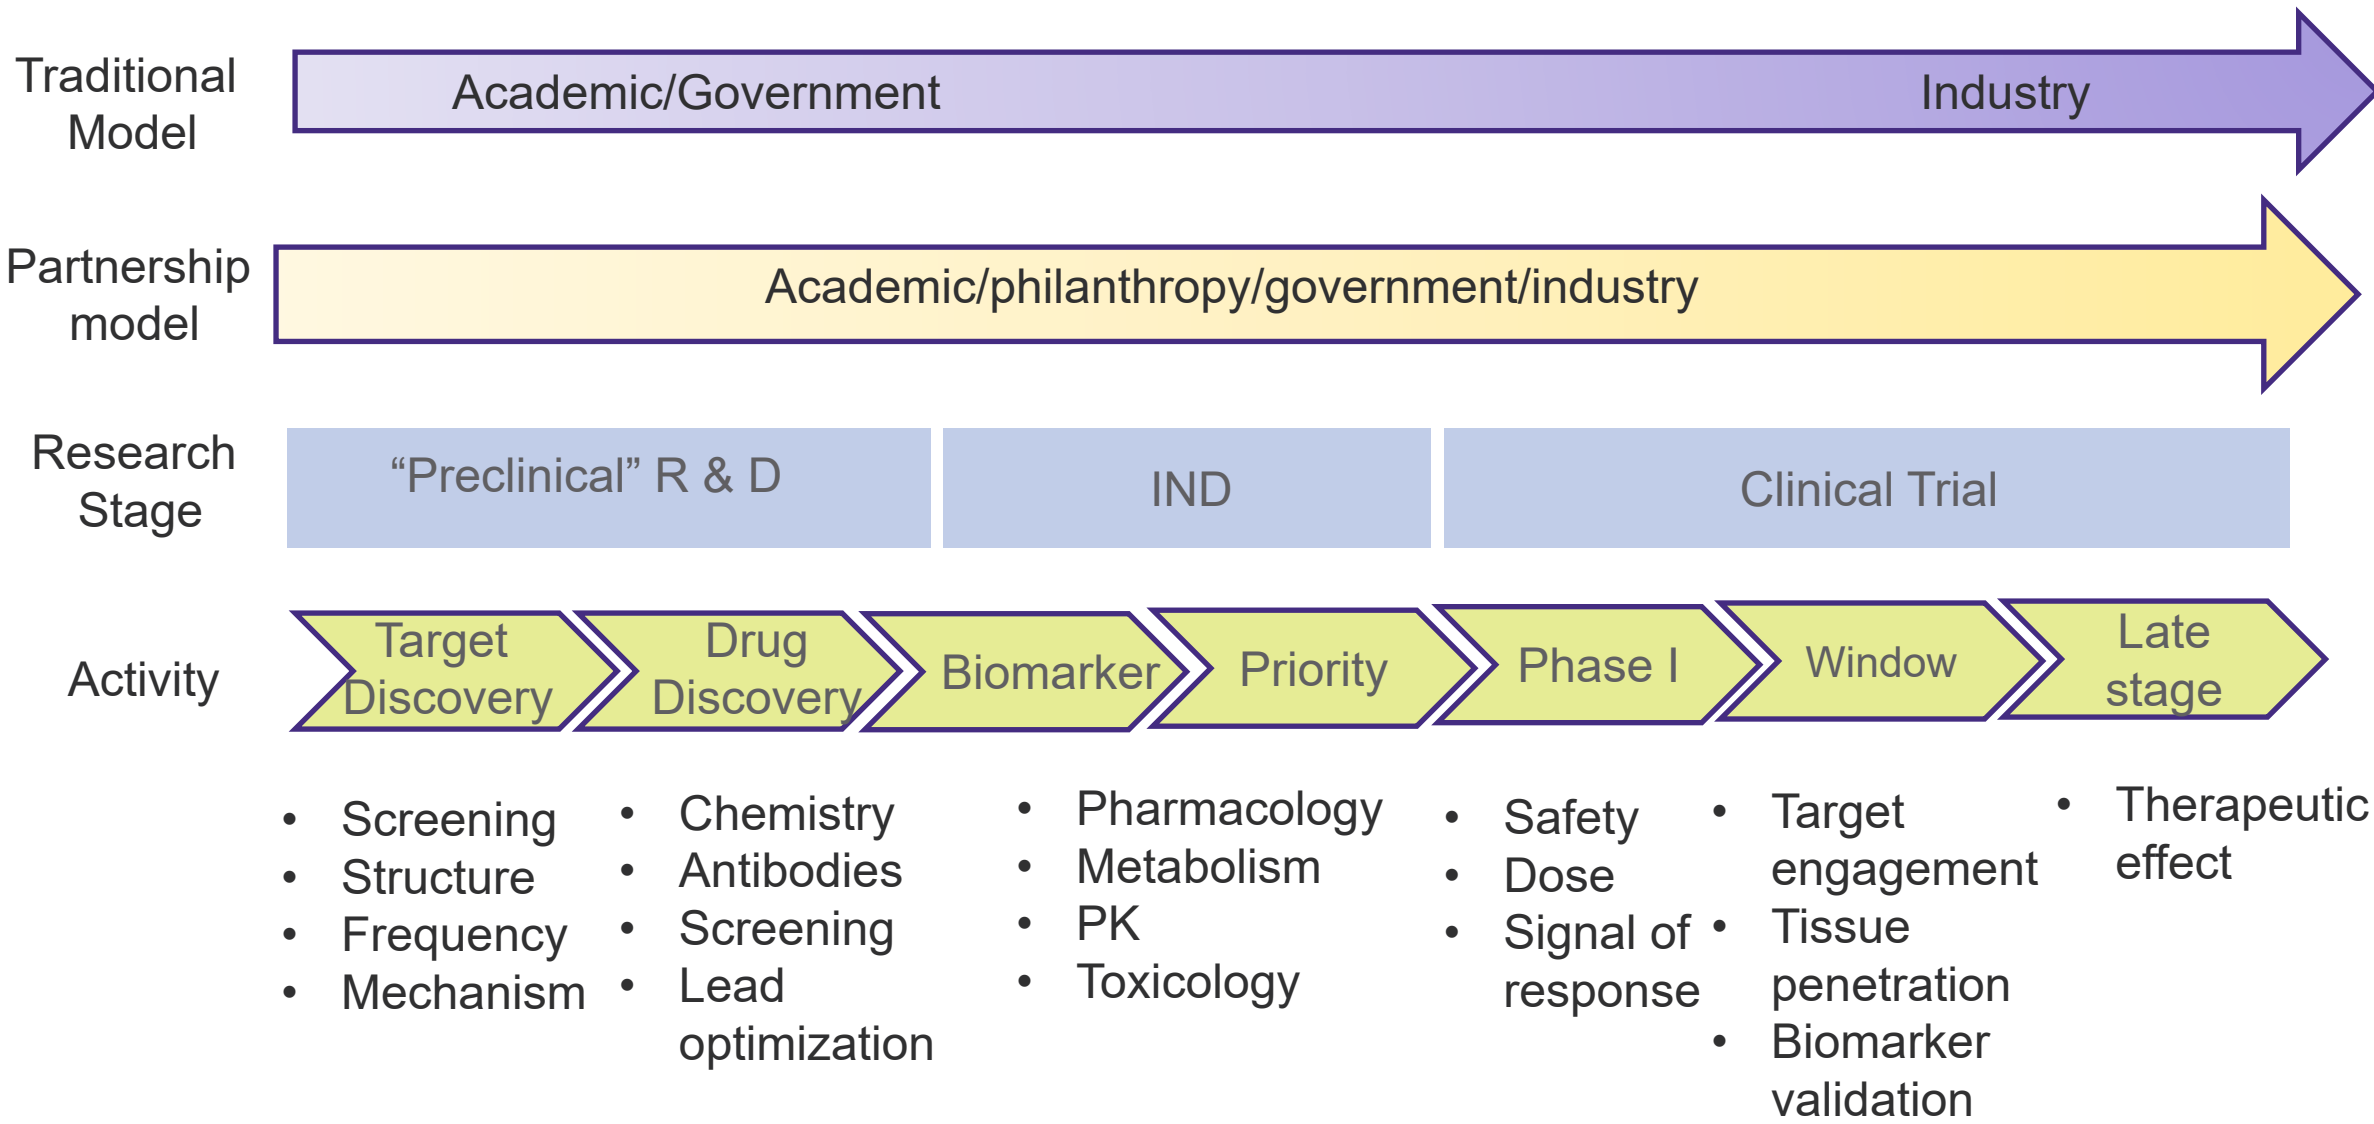 Traditional
Model
Academic/Government
Industry
Partnership
model
Academic/philanthropy/government/industry
Research
Stage
“Preclinical” R & D
IND
Clinical Trial
Activity
Target
Discovery
Drug
Discovery
Biomarker
Priority
Phase I
Window
Late
stage
• Screening
• Structure
• Frequency
• Mechanism
• Chemistry
• Antibodies
• Screening
• Lead
optimization
• Pharmacology
• Metabolism
• PK
• Toxicology
• Safety
• Dose
• Signal of
response
• Target
engagement
• Tissue
penetration
• Biomarker
validation
• Therapeutic
effect